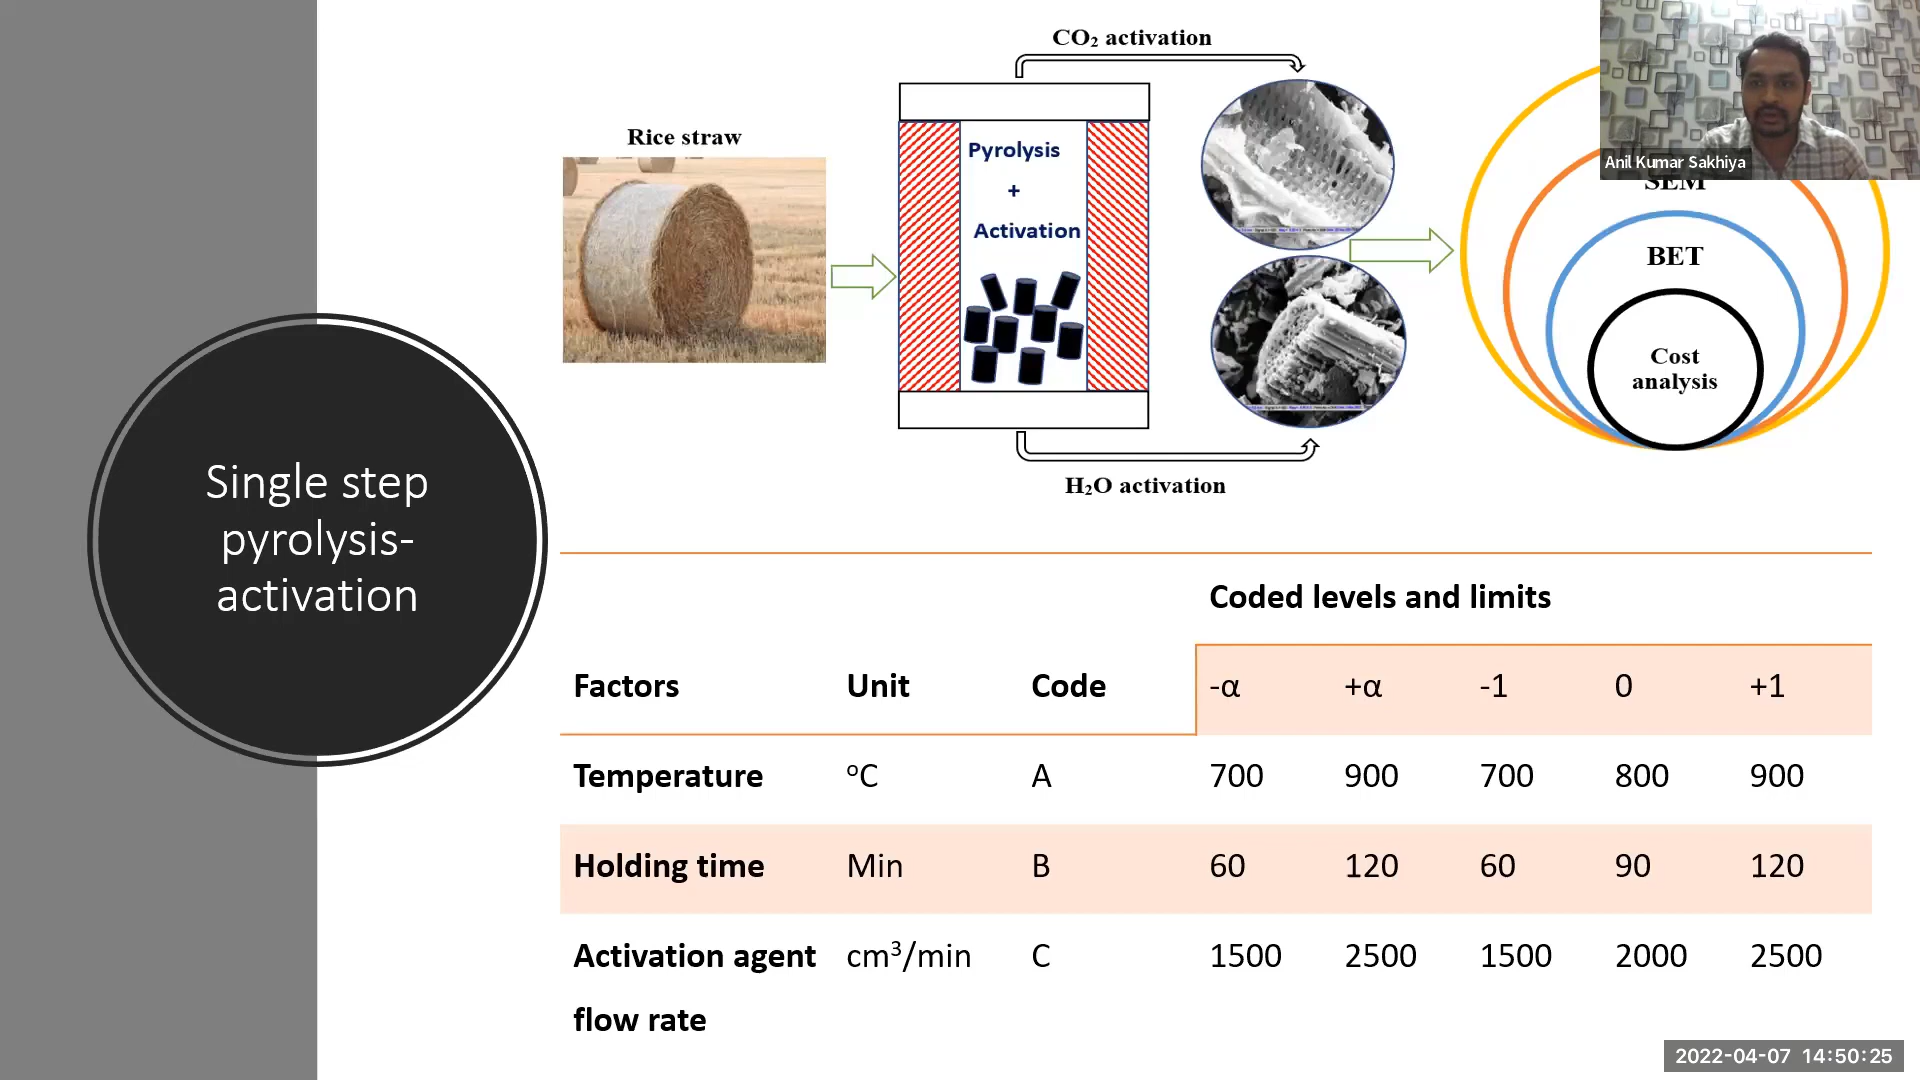 CO₂ activation
Rice straw
Pyrolysis
+
Activation
H₂O activation
SEM
BET
Cost
analysis
Anil Kumar Sakhiya
Single step
pyrolysis-
activation
Coded levels and limits
Factors Unit Code -α +α -1 0 +1
Temperature ºC A 700 900 700 800 900
Holding time Min B 60 120 60 90 120
Activation agent cm³/min C 1500 2500 1500 2000 2500
flow rate
2022-04-07 14:50:25